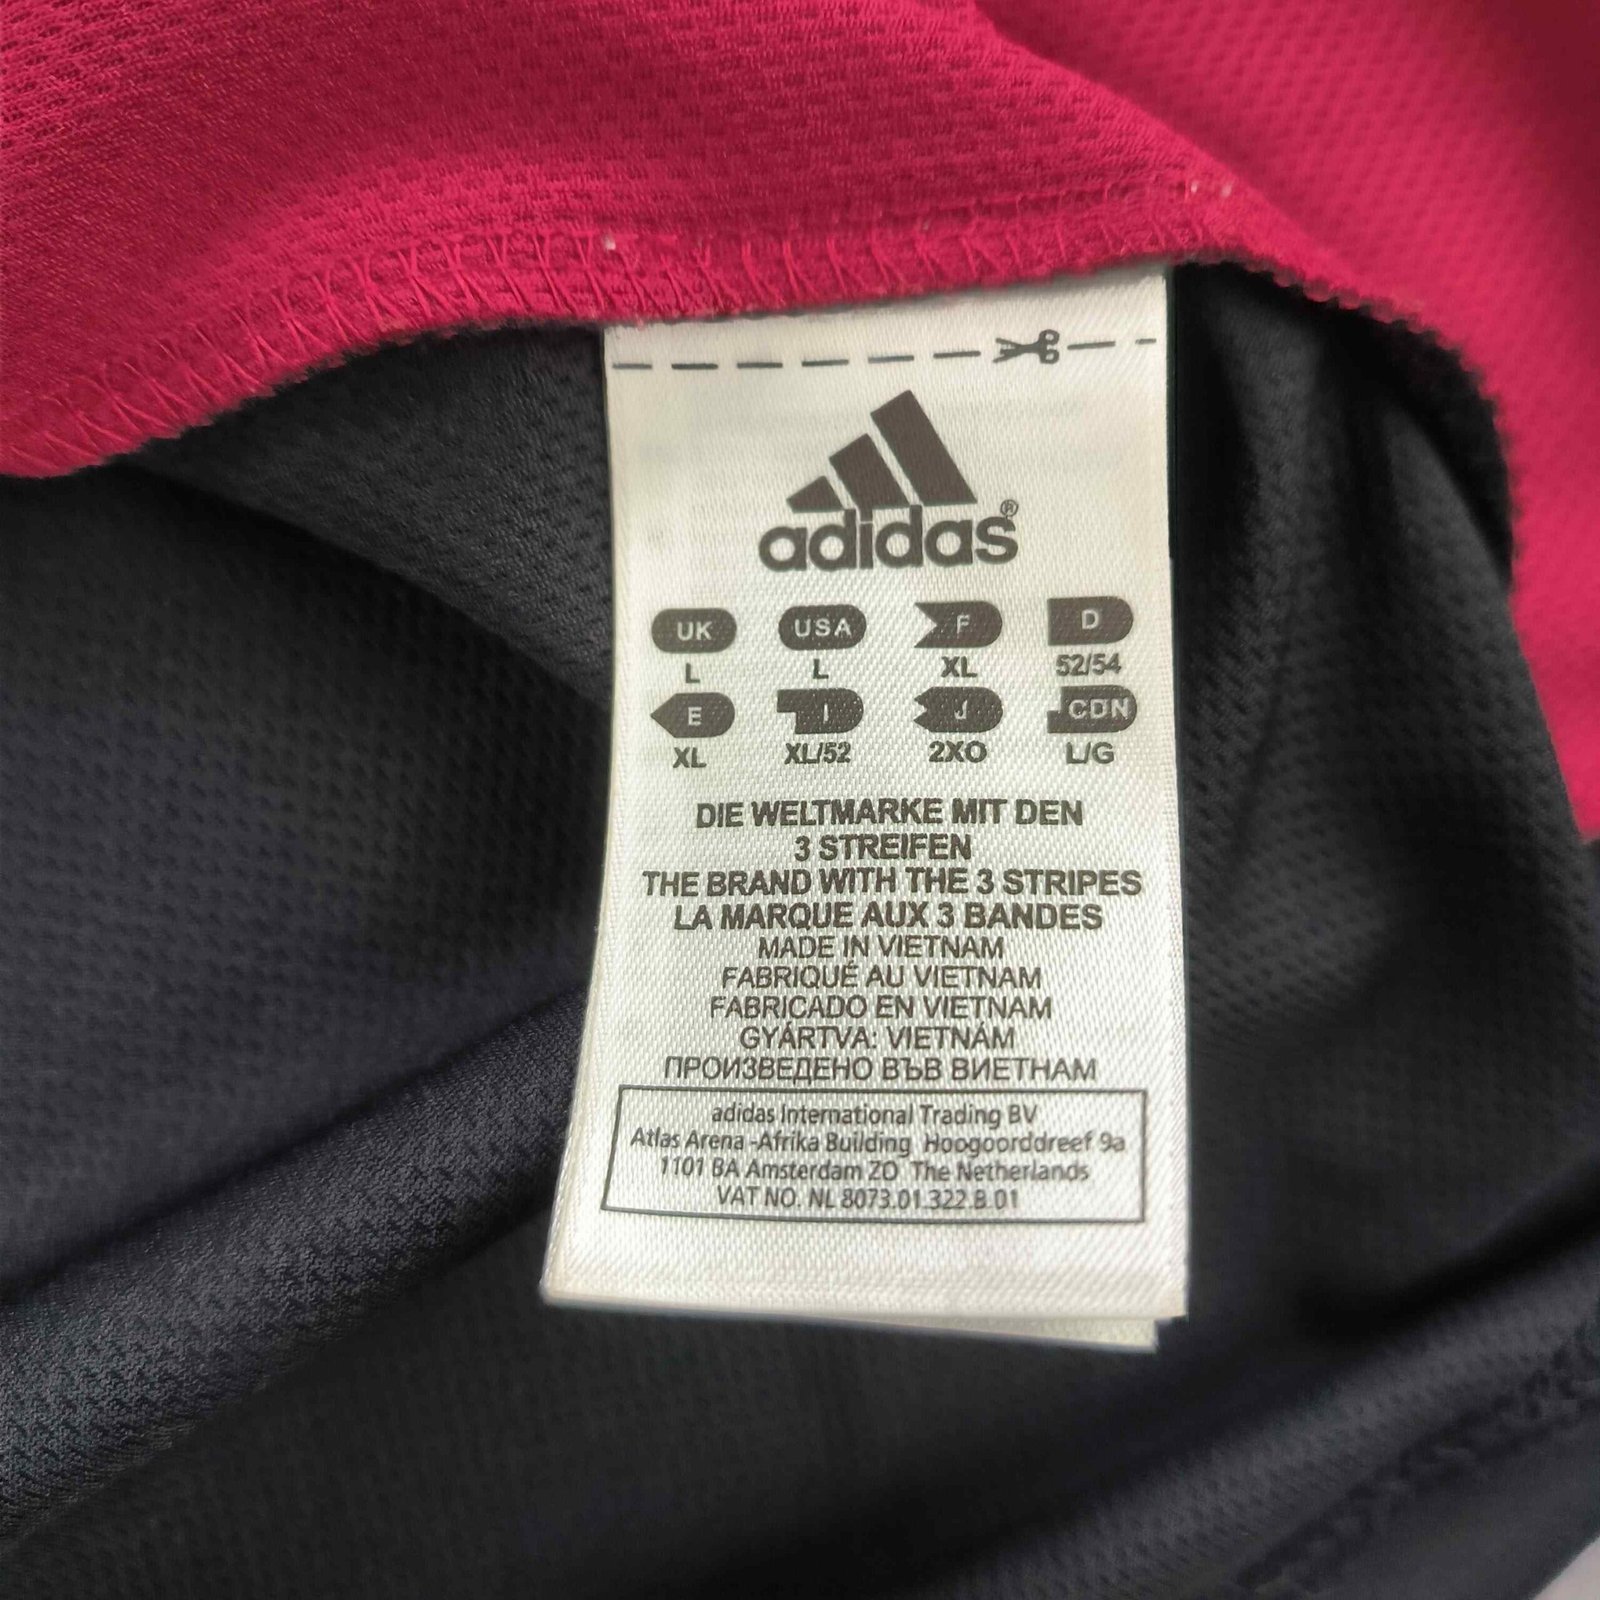 adidas®
UK USA F D
L L XL 52/54
E I J CDN
XL XL/52 2XO L/G
DIE WELTMARKE MIT DEN
3 STREIFEN
THE BRAND WITH THE 3 STRIPES
LA MARQUE AUX 3 BANDES
MADE IN VIETNAM
FABRIQUÉ AU VIETNAM
FABRICADO EN VIETNAM
GYÁRTVA: VIETNÁM
ПРОИЗВЕДЕНО ВЪВ ВИЕТНАМ
adidas International Trading BV
Atlas Arena -Afrika Building Hoogoorddreef 9a
1101 BA Amsterdam ZO The Netherlands
VAT NO. NL 8073.01.322.B.01